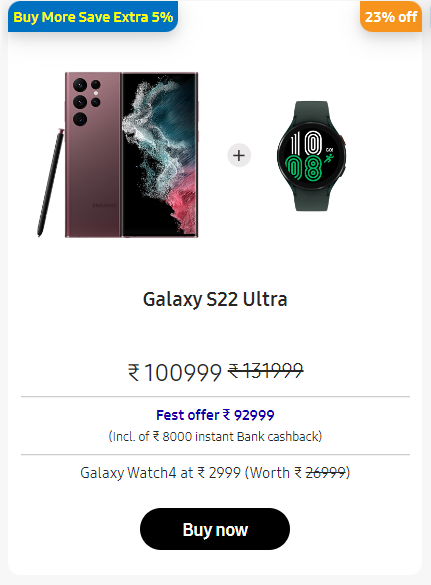 Buy More Save Extra 5%
23% off
10
08
Galaxy S22 Ultra
₹ 100999 ₹ 131999
Fest offer ₹ 92999
(Incl. of ₹ 8000 instant Bank cashback)
Galaxy Watch4 at ₹ 2999 (Worth ₹ 26999)
Buy now